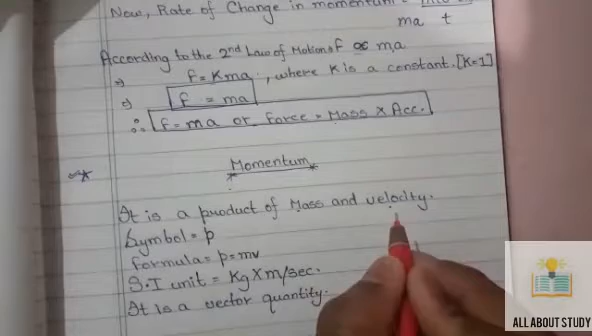 Now, Rate of Change in momentum =
ma t
According to the 2nd Law of Motion f ∝ ma
⇒ f = Kma, where K is a constant. [K=1]
⇒ f = ma
∴ f = ma or Force = Mass × Acc.
Momentum
It is a product of Mass and velocity.
Symbol = p
formula = p = mv
S.I unit = Kg × m/sec.
It is a vector quantity.
ALL ABOUT STUDY